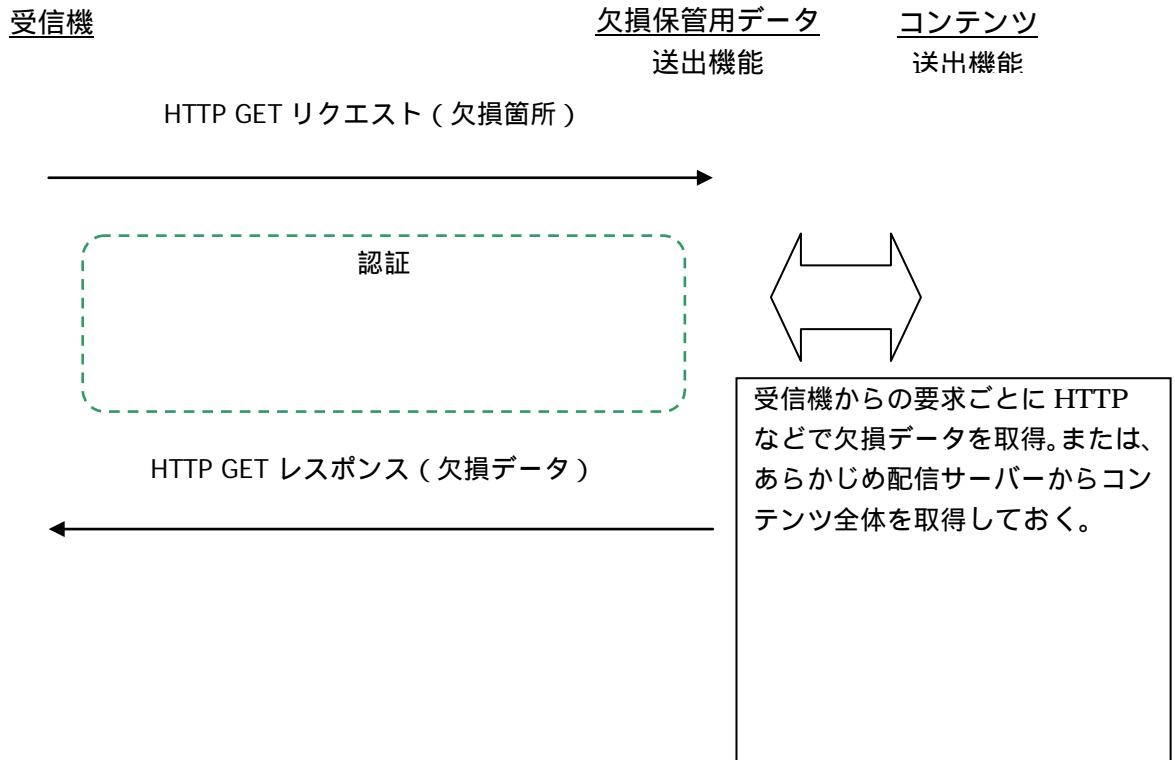 受信機
欠損保管用データ
送出機能
コンテンツ
送出機能
HTTP GET リクエスト（欠損箇所）
認証
受信機からの要求ごとに HTTP
などで欠損データを取得。または、
あらかじめ配信サーバーからコン
テンツ全体を取得しておく。
HTTP GET レスポンス（欠損データ）